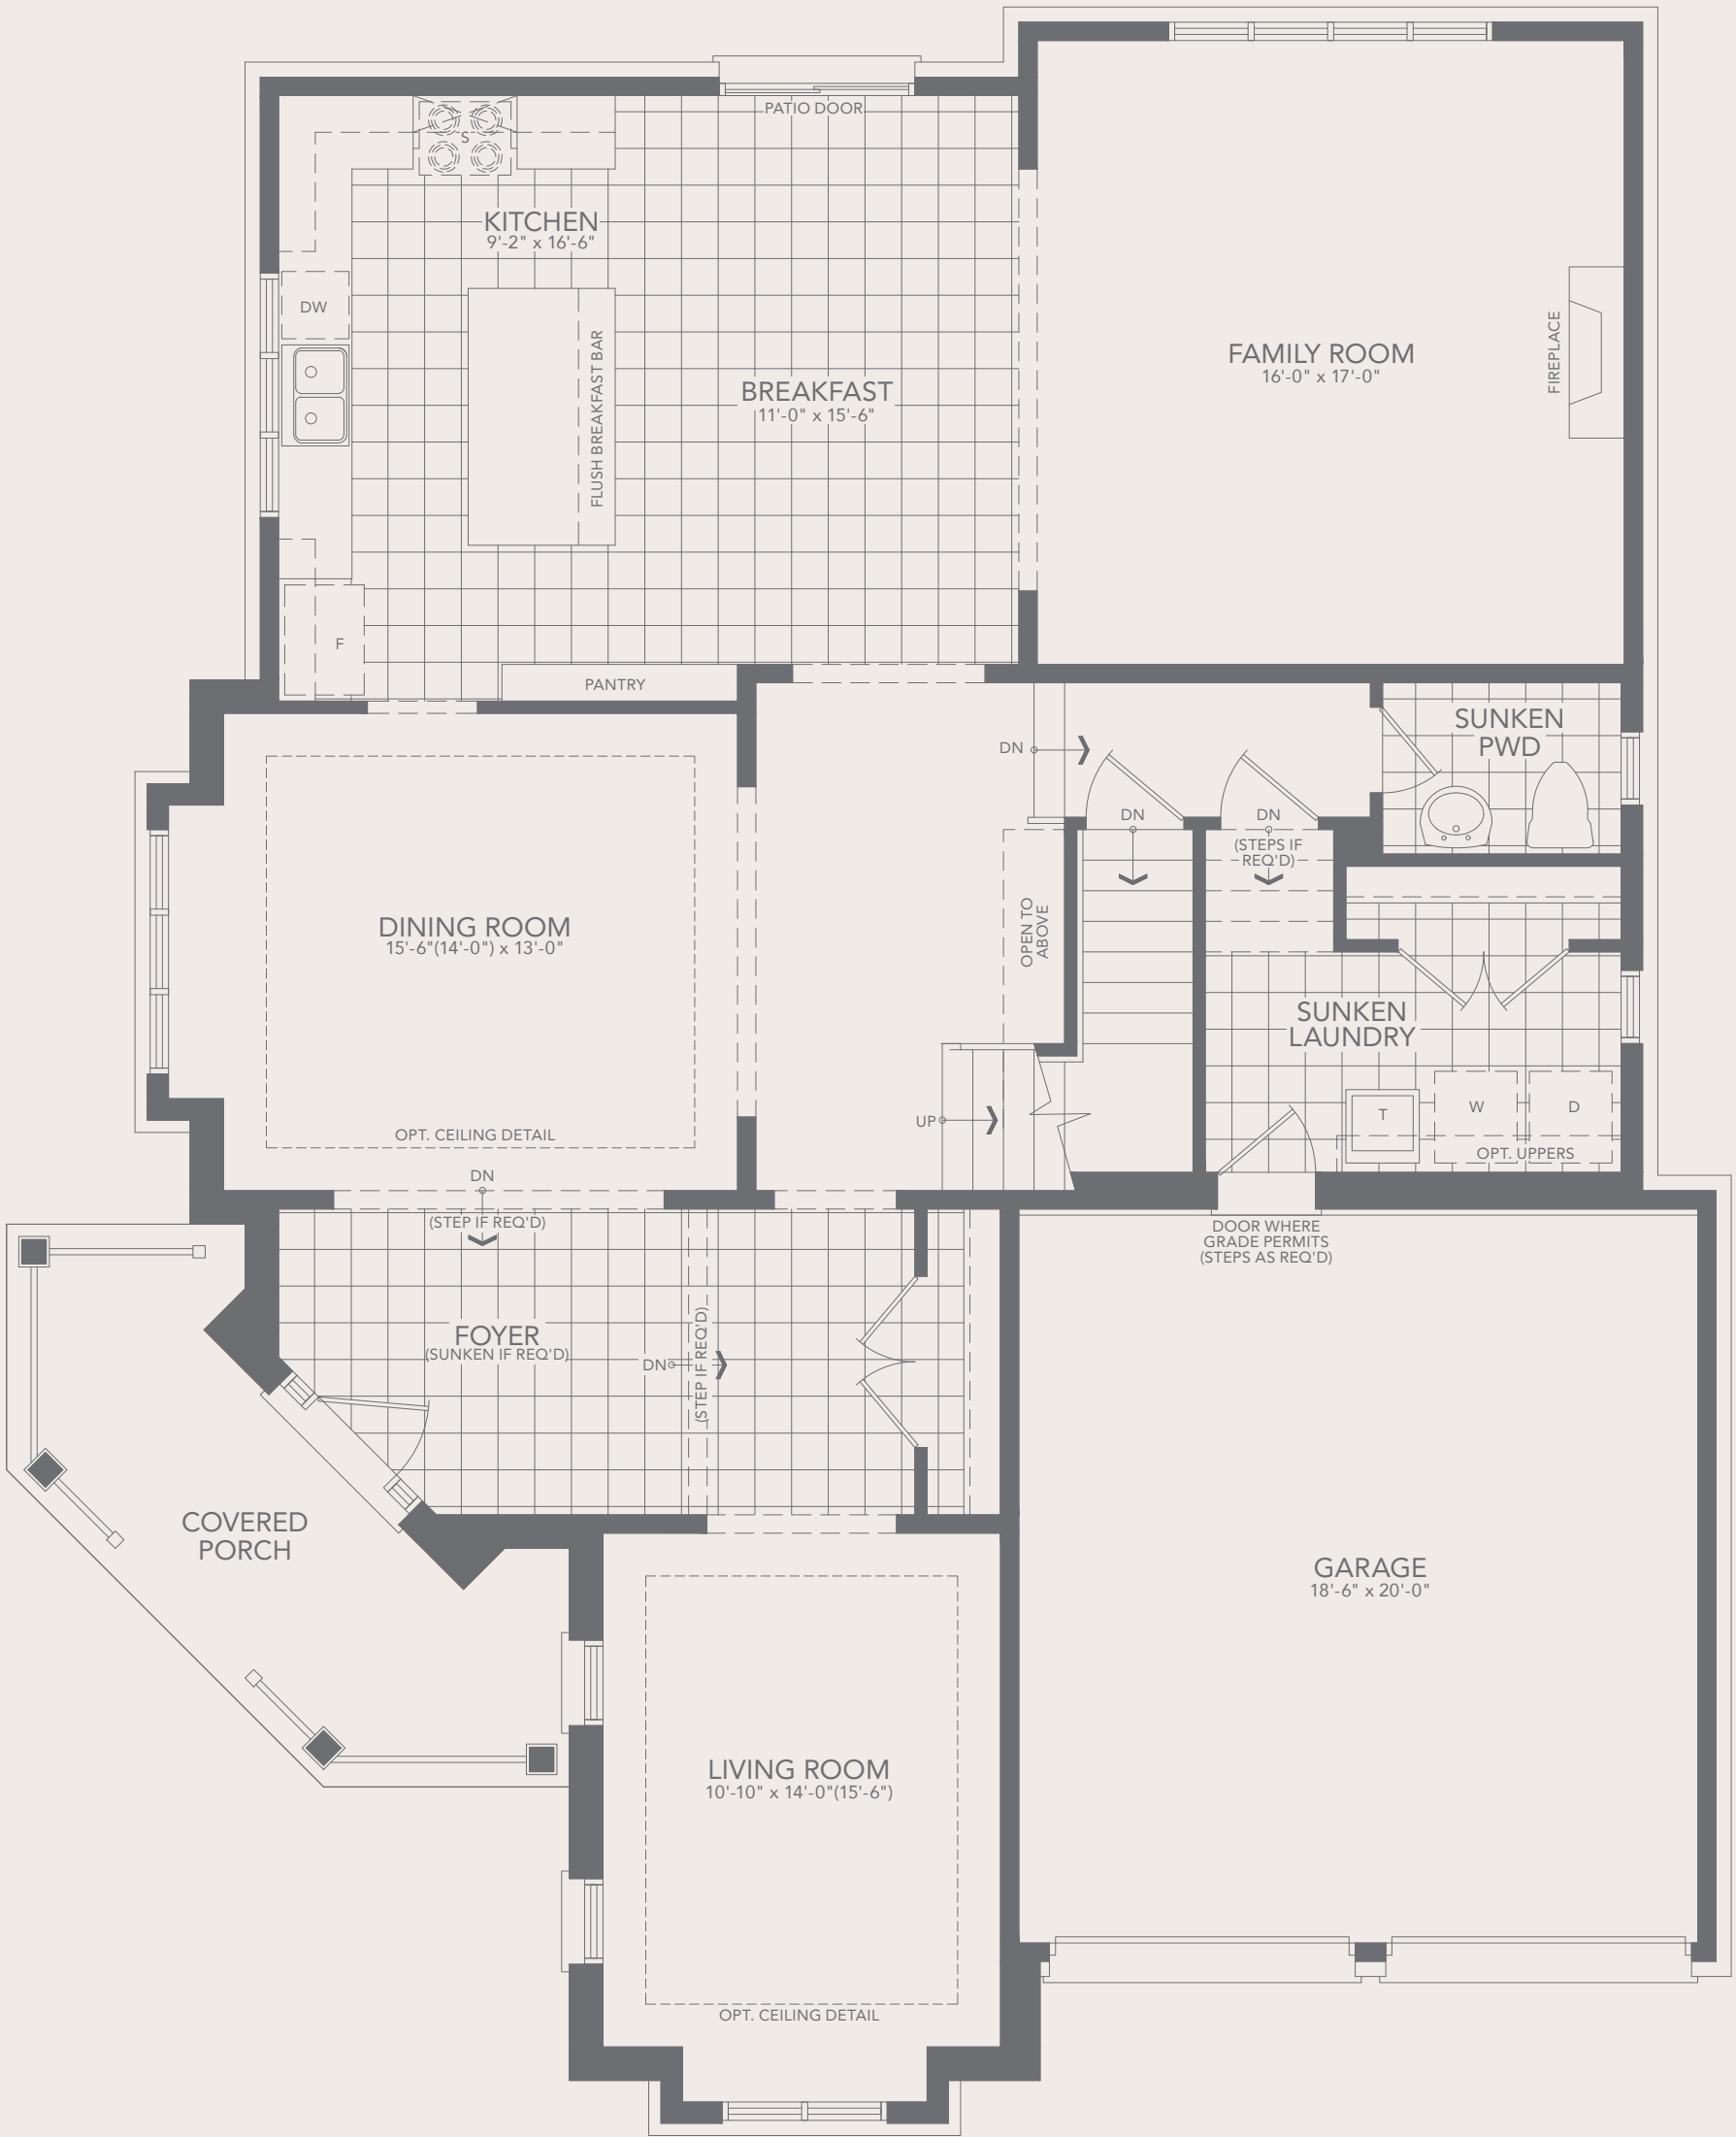 PATIO DOOR
S
KITCHEN
9'-2" x 16'-6"
DW
FLUSH BREAKFAST BAR
BREAKFAST
11'-0" x 15'-6"
FAMILY ROOM
16'-0" x 17'-0"
FIREPLACE
F
PANTRY
SUNKEN
PWD
DN
DN
DN
(STEPS IF
REQ'D)
OPEN TO
ABOVE
DINING ROOM
15'-6"(14'-0") x 13'-0"
SUNKEN
LAUNDRY
UP
T
W
D
OPT. UPPERS
OPT. CEILING DETAIL
DN
(STEP IF REQ'D)
DOOR WHERE
GRADE PERMITS
(STEPS AS REQ'D)
FOYER
(SUNKEN IF REQ'D)
DN
(STEP IF REQ'D)
COVERED
PORCH
GARAGE
18'-6" x 20'-0"
LIVING ROOM
10'-10" x 14'-0"(15'-6")
OPT. CEILING DETAIL